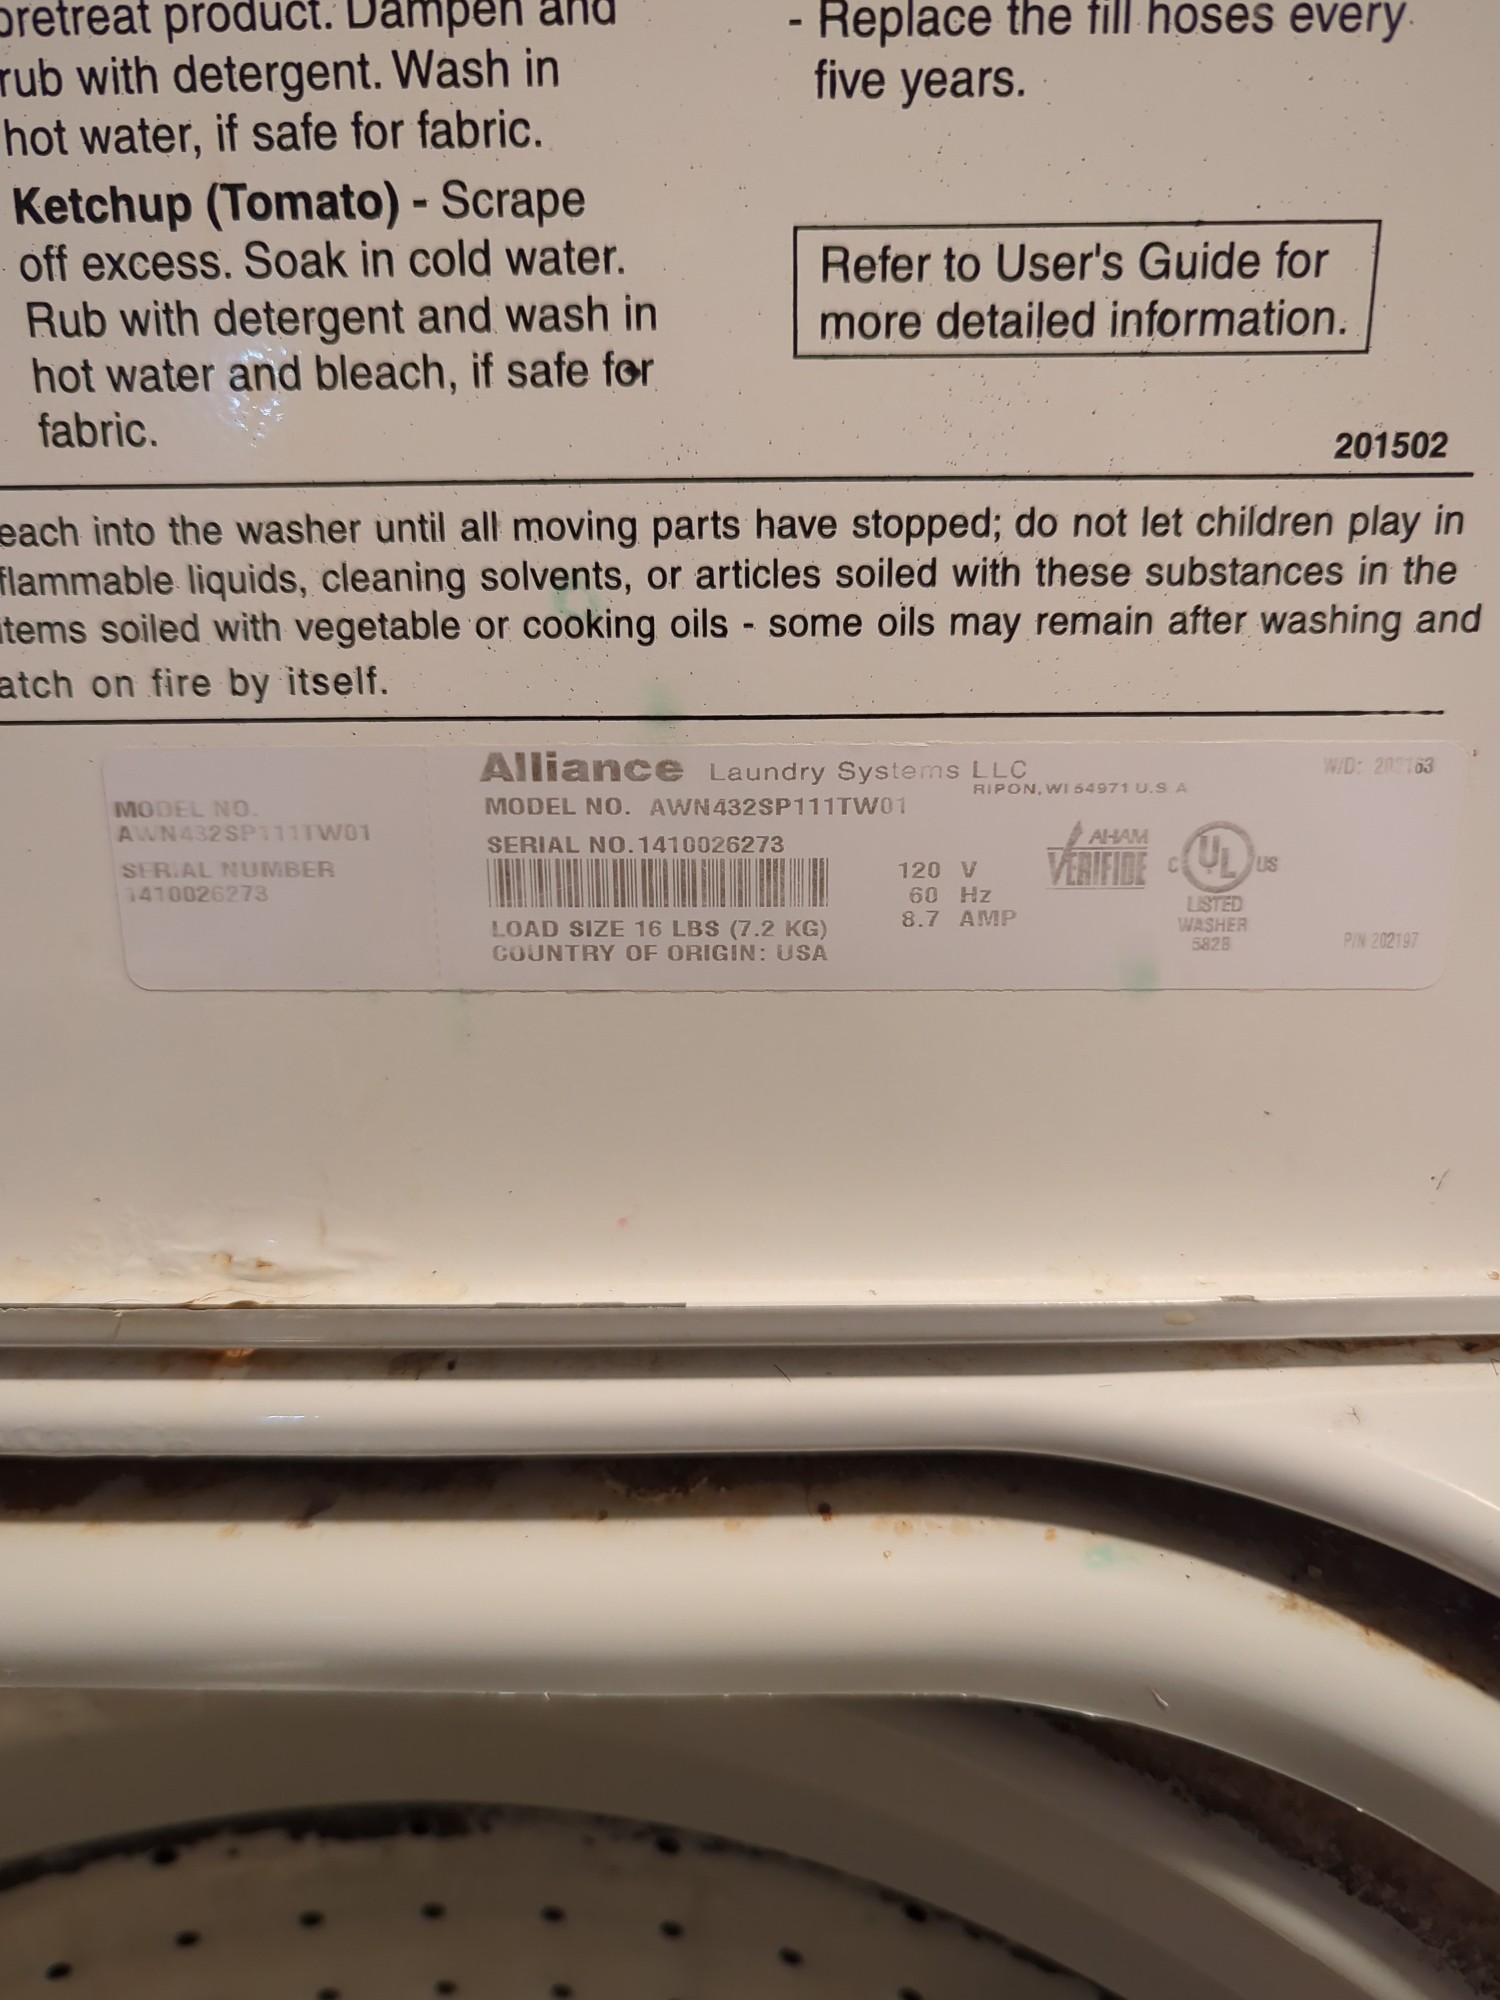 pretreat product. Dampen and
rub with detergent. Wash in
hot water, if safe for fabric.
Ketchup (Tomato) - Scrape
off excess. Soak in cold water.
Rub with detergent and wash in
hot water and bleach, if safe for
fabric.
- Replace the fill hoses every
five years.
Refer to User's Guide for
more detailed information.
201502
each into the washer until all moving parts have stopped; do not let children play in
flammable liquids, cleaning solvents, or articles soiled with these substances in the
items soiled with vegetable or cooking oils - some oils may remain after washing and
atch on fire by itself.
MODEL NO.
AWN432SP111TW01
SERIAL NUMBER
1410026273
Alliance Laundry Systems LLC
RIPON, WI 54971 U.S.A
MODEL NO. AWN432SP111TW01
SERIAL NO. 1410026273
LOAD SIZE 16 LBS (7.2 KG)
COUNTRY OF ORIGIN: USA
120 V
60 Hz
8.7 AMP
AHAM
VERIFIDE
C UL US
LISTED
WASHER
582B
W/D:
P/N 202197